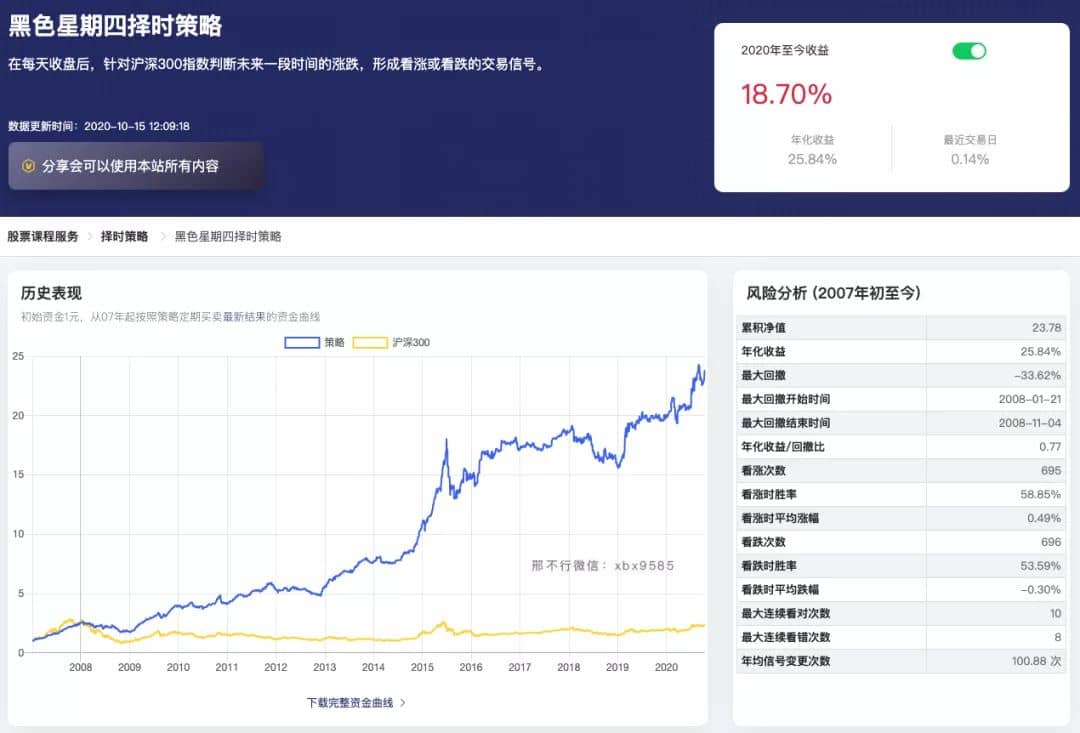 黑色星期四择时策略
在每天收盘后，针对沪深300指数判断未来一段时间的涨跌，形成看涨或看跌的交易信号。
数据更新时间：2020-10-15 12:09:18
分享会可以使用本站所有内容
2020年至今收益
18.70%
年化收益 最近交易日
25.84% 0.14%
股票课程服务 > 择时策略 > 黑色星期四择时策略
历史表现
初始资金1元，从07年起按照策略定期买卖最新结果的资金曲线
策略 沪深300
25
20
15
10
5
0
2008 2009 2010 2011 2012 2013 2014 2015 2016 2017 2018 2019 2020
邢不行微信：xbx9585
下载完整资金曲线 >
风险分析 (2007年初至今)
累积净值 23.78
年化收益 25.84%
最大回撤 -33.62%
最大回撤开始时间 2008-01-21
最大回撤结束时间 2008-11-04
年化收益/回撤比 0.77
看涨次数 695
看涨时胜率 58.85%
看涨时平均涨幅 0.49%
看跌次数 696
看跌时胜率 53.59%
看跌时平均跌幅 -0.30%
最大连续看对次数 10
最大连续看错次数 8
年均信号变更次数 100.88 次